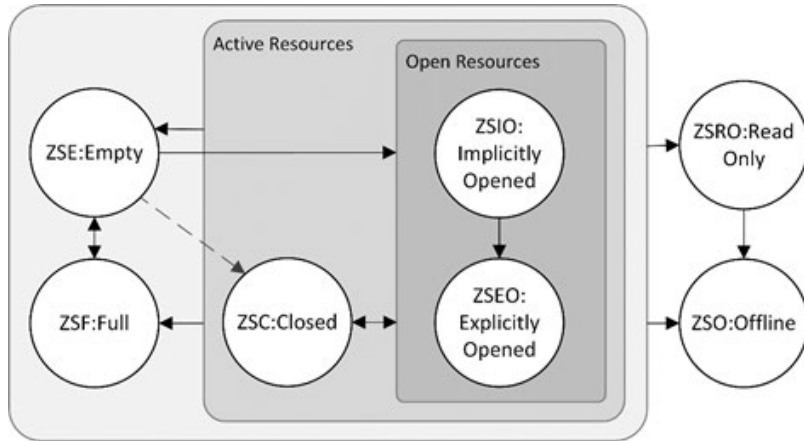 Active Resources
Open Resources
ZSE:Empty
ZSIO:
Implicitly
Opened
ZSRO:Read
Only
ZSF:Full
ZSC:Closed
ZSEO:
Explicitly
Opened
ZSO:Offline